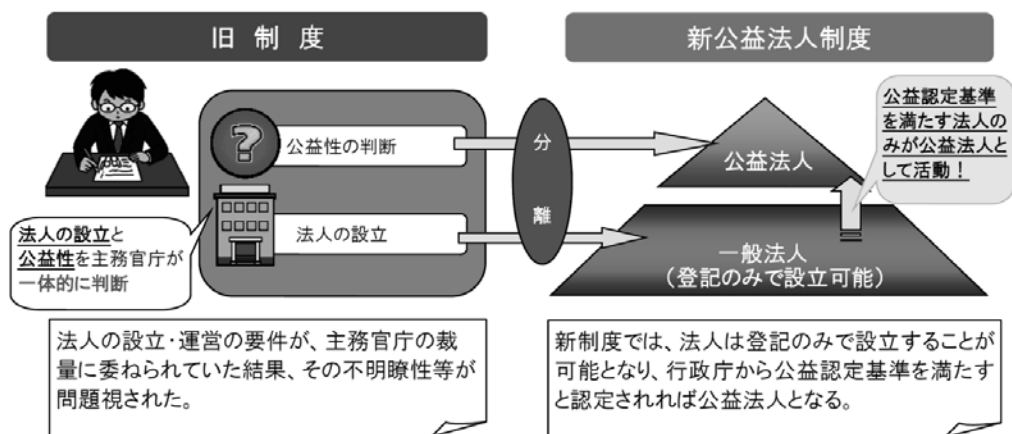 旧制度
新公益法人制度
公益性の判断
法人の設立
法人の設立と
公益性を主務官庁が
一体的に判断
分
離
公益法人
公益認定基準
を満たす法人の
みが公益法人と
して活動！
一般法人
（登記のみで設立可能）
法人の設立・運営の要件が、主務官庁の裁
量に委ねられていた結果、その不明瞭性等が
問題視された。
新制度では、法人は登記のみで設立することが
可能となり、行政庁から公益認定基準を満たす
と認定されれば公益法人となる。